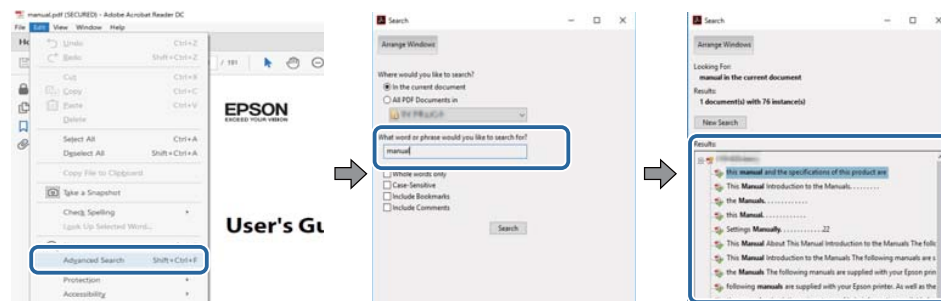 manual.pdf (SECURED) - Adobe Acrobat Reader DC
File Edit View Window Help
Undo Ctrl+Z
Redo Shift+Ctrl+Z
Cut Ctrl+X
Copy Ctrl+C
Paste Ctrl+V
Delete
Select All Ctrl+A
Deselect All Shift+Ctrl+A
Copy File to Clipboard
Take a Snapshot
Check Spelling
Look Up Selected Word...
Advanced Search Shift+Ctrl+F
Protection
Accessibility
/ 191
EPSON
EXCEED YOUR VISION
User's Gu
Search
Arrange Windows
Where would you like to search?
In the current document
All PDF Documents in
What word or phrase would you like to search for?
manual
Whole words only
Case-Sensitive
Include Bookmarks
Include Comments
Search
Search
Arrange Windows
Looking For:
manual in the current document
Results:
1 document(s) with 76 instance(s)
New Search
Results:
this manual and the specifications of this product are
This Manual Introduction to the Manuals. . . . . . . . .
the Manuals. . . . . . . . . . . . .
this Manual. . . . . . . . . . . . .
Settings Manually. . . . . . . . . . . .22
This Manual About This Manual Introduction to the Manuals The follo
This Manual Introduction to the Manuals The following manuals are s
the Manuals The following manuals are supplied with your Epson prin
following manuals are supplied with your Epson printer. As well as the